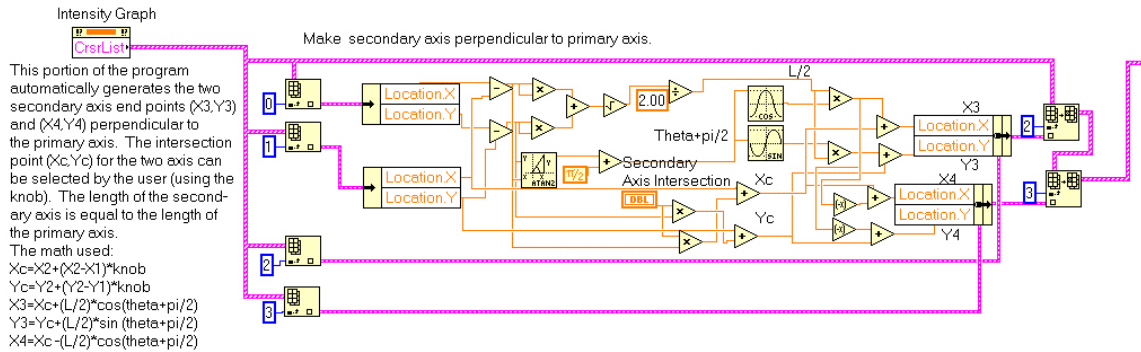 Intensity Graph
CrsrList
Make secondary axis perpendicular to primary axis.
This portion of the program
automatically generates the two
secondary axis end points (X3,Y3)
and (X4,Y4) perpendicular to
the primary axis. The intersection
point (Xc,Yc) for the two axis can
be selected by the user (using the
knob). The length of the second-
ary axis is equal to the length of
the primary axis.
The math used:
Xc=X2+(X2-X1)*knob
Yc=Y2+(Y2-Y1)*knob
X3=Xc+(L/2)*cos(theta+pi/2)
Y3=Yc+(L/2)*sin (theta+pi/2)
X4=Xc-(L/2)*cos(theta+pi/2)
0
1
2
3
Location.X
Location.Y
Location.X
Location.Y
2.00
L/2
COS
Theta+pi/2
SIN
ATAN2
π/2
Secondary
Axis Intersection
DBL
Xc
Yc
X3
Location.X
Location.Y
Y3
X4
Location.X
Location.Y
Y4
2
3